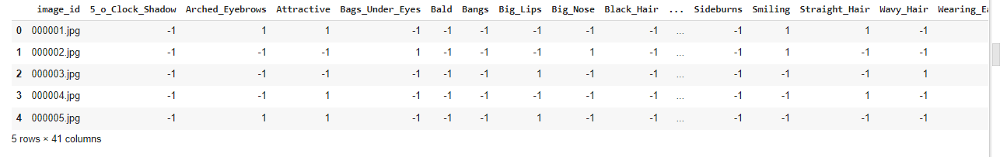 image_id 5_o_Clock_Shadow Arched_Eyebrows Attractive Bags_Under_Eyes Bald Bangs Big_Lips Big_Nose Black_Hair ... Sideburns Smiling Straight_Hair Wavy_Hair Wearing_Ea
0 000001.jpg -1 1 1 -1 -1 -1 -1 -1 -1 ... -1 1 1 -1
1 000002.jpg -1 -1 -1 1 -1 -1 -1 1 -1 ... -1 1 -1 -1
2 000003.jpg -1 -1 -1 -1 -1 -1 1 -1 -1 ... -1 -1 -1 1
3 000004.jpg -1 -1 1 -1 -1 -1 -1 -1 -1 ... -1 -1 1 -1
4 000005.jpg -1 1 1 -1 -1 -1 1 -1 -1 ... -1 -1 -1 -1
5 rows × 41 columns